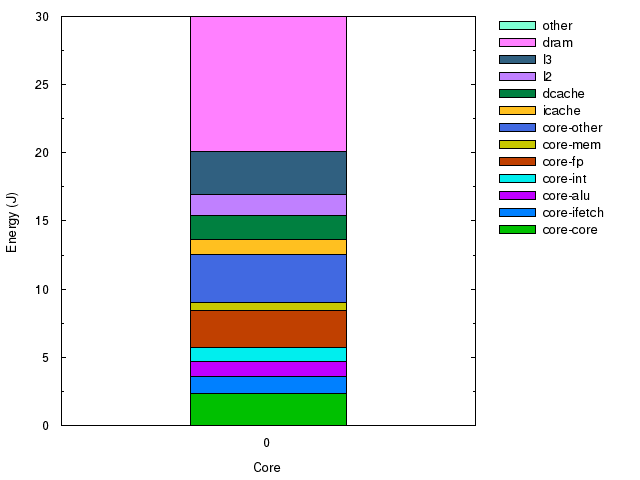 30
25
20
15
10
5
0
Energy (J)
0
Core
other
dram
l3
l2
dcache
icache
core-other
core-mem
core-fp
core-int
core-alu
core-ifetch
core-core